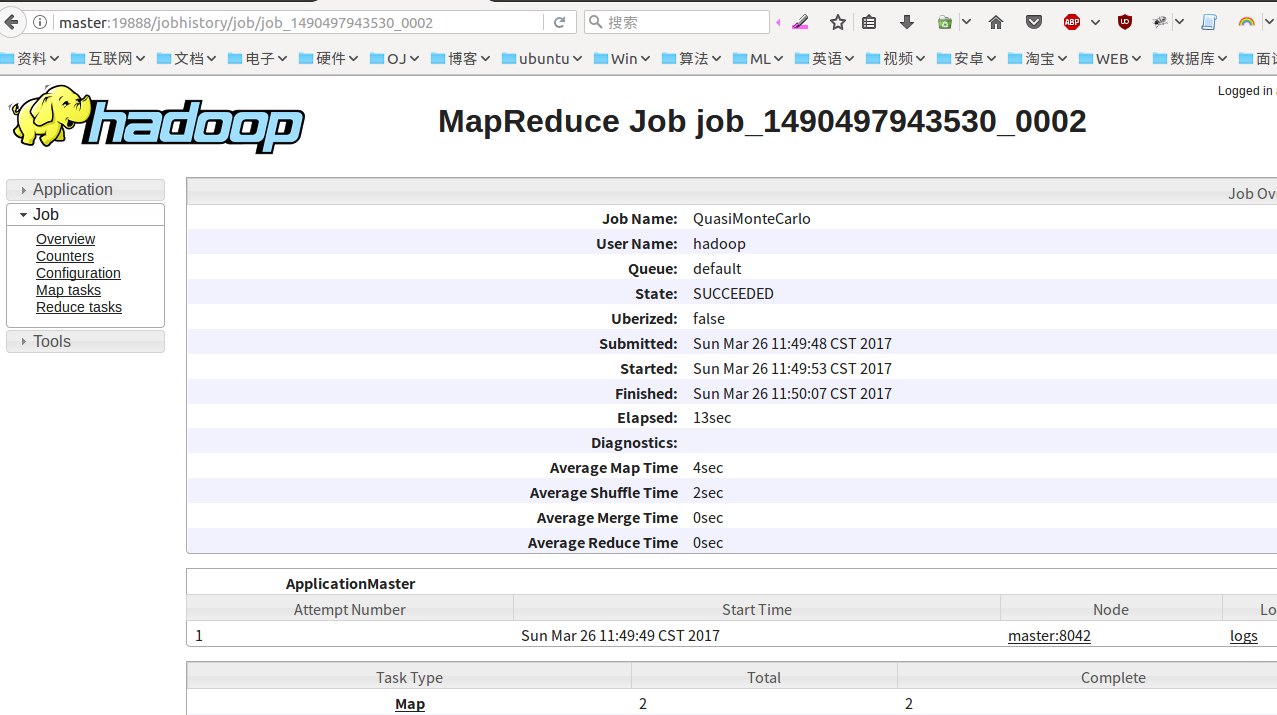 master:19888/jobhistory/job/job_1490497943530_0002 搜索 ABP UD
资料 互联网 文档 电子 硬件 OJ 博客 ubuntu Win 算法 ML 英语 视频 安卓 淘宝 WEB 数据库
hadoop
Logged in
MapReduce Job job_1490497943530_0002
Application
Job
Overview
Counters
Configuration
Map tasks
Reduce tasks
Tools
Job
Job Name: QuasiMonteCarlo
User Name: hadoop
Queue: default
State: SUCCEEDED
Uberized: false
Submitted: Sun Mar 26 11:49:48 CST 2017
Started: Sun Mar 26 11:49:53 CST 2017
Finished: Sun Mar 26 11:50:07 CST 2017
Elapsed: 13sec
Diagnostics:
Average Map Time 4sec
Average Shuffle Time 2sec
Average Merge Time 0sec
Average Reduce Time 0sec
ApplicationMaster
Attempt Number Start Time Node Lo
1 Sun Mar 26 11:49:49 CST 2017 master:8042 logs
Task Type Total Complete
Map 2 2